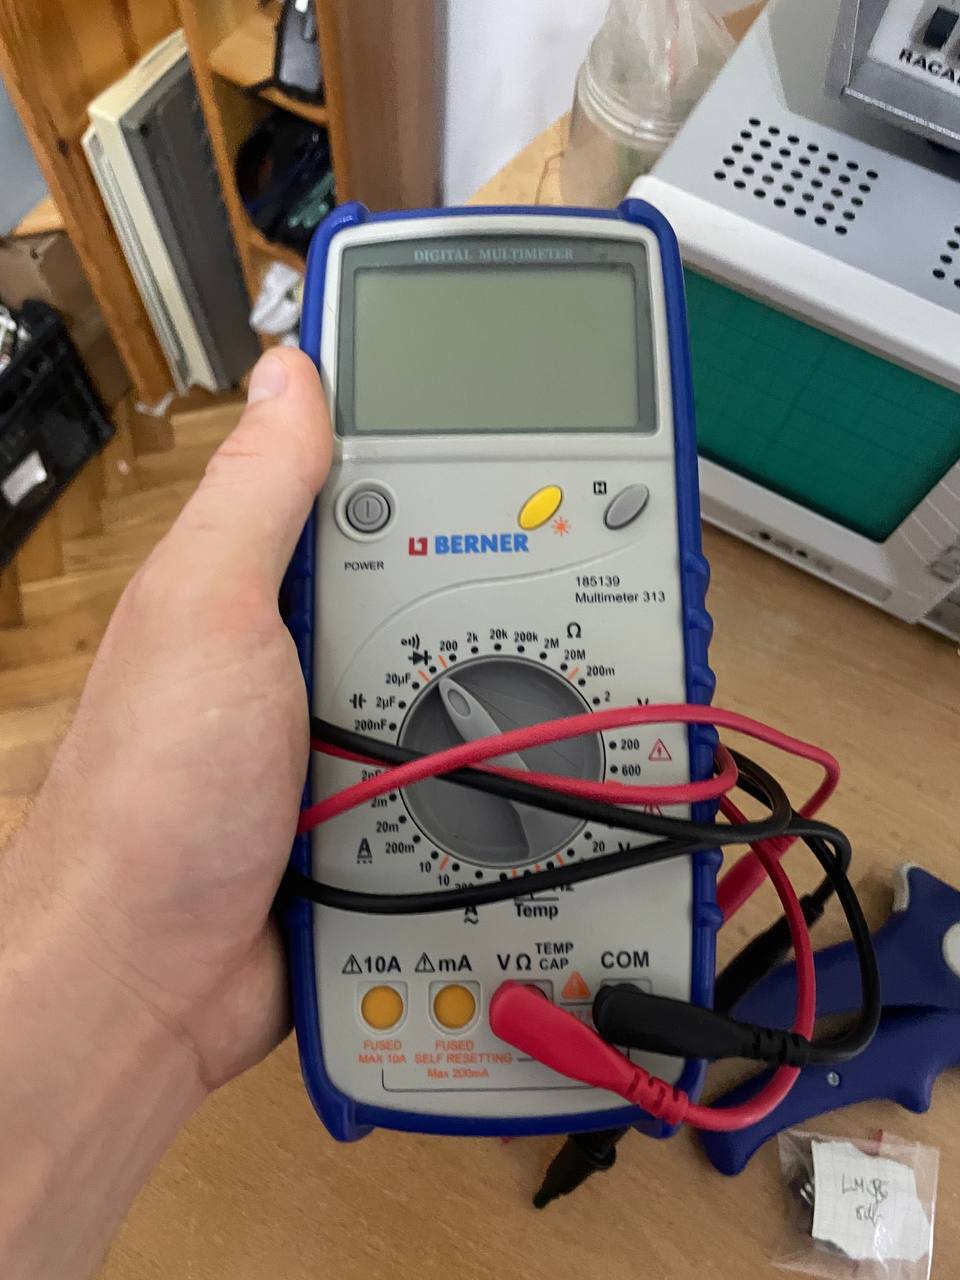 RACA
DIGITAL MULTIMETER
POWER
H
BERNER
185139
Multimeter 313
200
2k
20k
200k
2M
Ω
20M
200m
2
200
600
20
20µF
2µF
200nF
2m
20m
A
200m
10
10
A
Temp
⚠10A
⚠mA
VΩ
TEMP
CAP
COM
FUSED
MAX 10A
FUSED
SELF RESETTING
Max 200mA